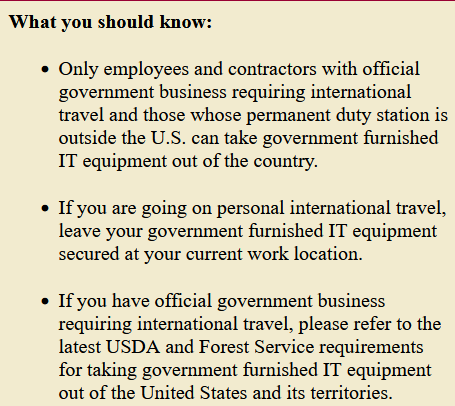 What you should know:
• Only employees and contractors with official
government business requiring international
travel and those whose permanent duty station is
outside the U.S. can take government furnished
IT equipment out of the country.
• If you are going on personal international travel,
leave your government furnished IT equipment
secured at your current work location.
• If you have official government business
requiring international travel, please refer to the
latest USDA and Forest Service requirements
for taking government furnished IT equipment
out of the United States and its territories.